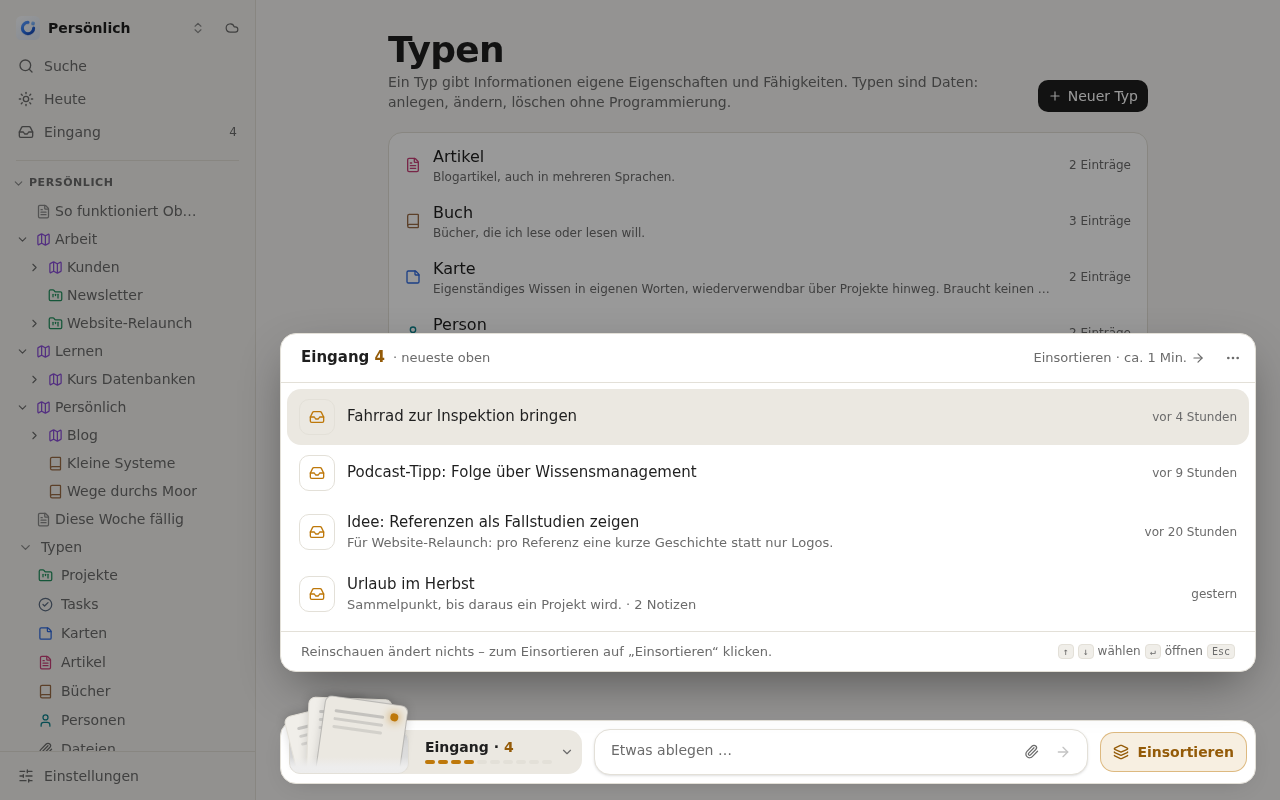 Persönlich
Suche
Heute
Eingang 4
PERSÖNLICH
So funktioniert Ob…
Arbeit
Kunden
Newsletter
Website-Relaunch
Lernen
Kurs Datenbanken
Persönlich
Blog
Kleine Systeme
Wege durchs Moor
Diese Woche fällig
Typen
Projekte
Tasks
Karten
Artikel
Bücher
Personen
Dateien
Einstellungen
Typen
Ein Typ gibt Informationen eigene Eigenschaften und Fähigkeiten. Typen sind Daten:
anlegen, ändern, löschen ohne Programmierung.
Neuer Typ
Artikel
Blogartikel, auch in mehreren Sprachen.
2 Einträge
Buch
Bücher, die ich lese oder lesen will.
3 Einträge
Karte
Eigenständiges Wissen in eigenen Worten, wiederverwendbar über Projekte hinweg. Braucht keinen …
2 Einträge
Person
2 Einträge
Eingang 4 · neueste oben
Einsortieren · ca. 1 Min. →
Fahrrad zur Inspektion bringen
vor 4 Stunden
Podcast-Tipp: Folge über Wissensmanagement
vor 9 Stunden
Idee: Referenzen als Fallstudien zeigen
Für Website-Relaunch: pro Referenz eine kurze Geschichte statt nur Logos.
vor 20 Stunden
Urlaub im Herbst
Sammelpunkt, bis daraus ein Projekt wird. · 2 Notizen
gestern
Reinschauen ändert nichts – zum Einsortieren auf „Einsortieren“ klicken.
↑ ↓ wählen ↵ öffnen Esc
Eingang · 4
Etwas ablegen …
Einsortieren